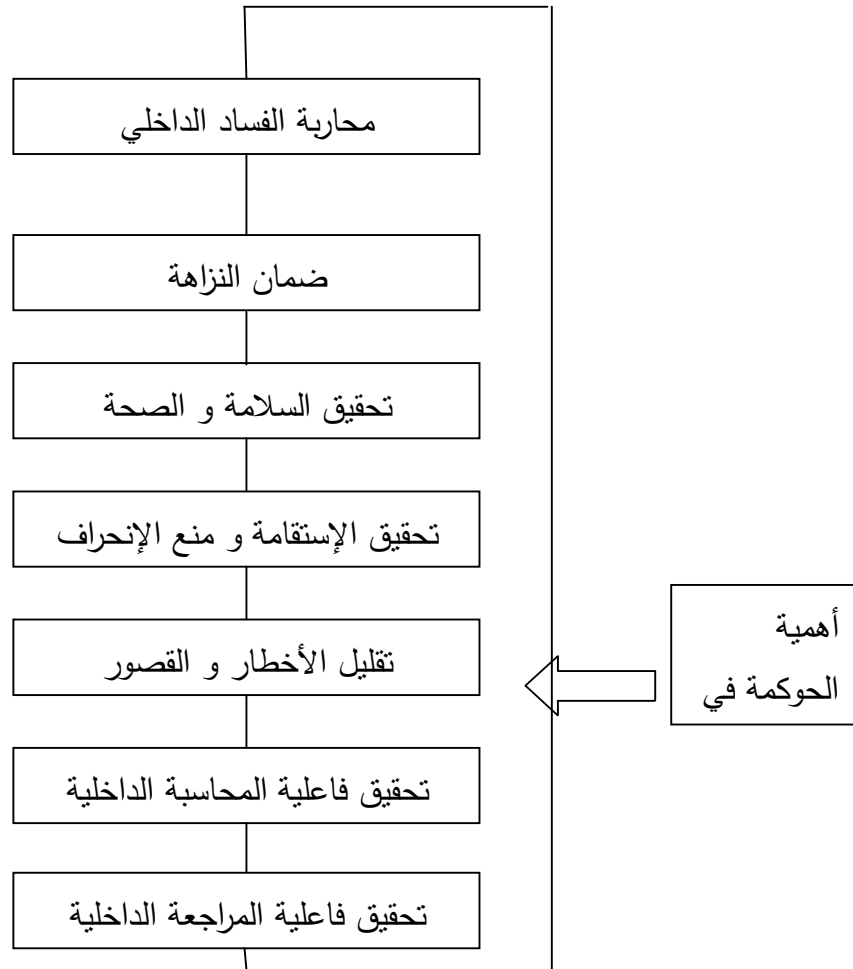 محاربة الفساد الداخلي
ضمان النزاهة
تحقيق السلامة و الصحة
تحقيق الإستقامة و منع الإنحراف
تقليل الأخطار و القصور
تحقيق فاعلية المحاسبة الداخلية
تحقيق فاعلية المراجعة الداخلية
أهمية
الحوكمة في